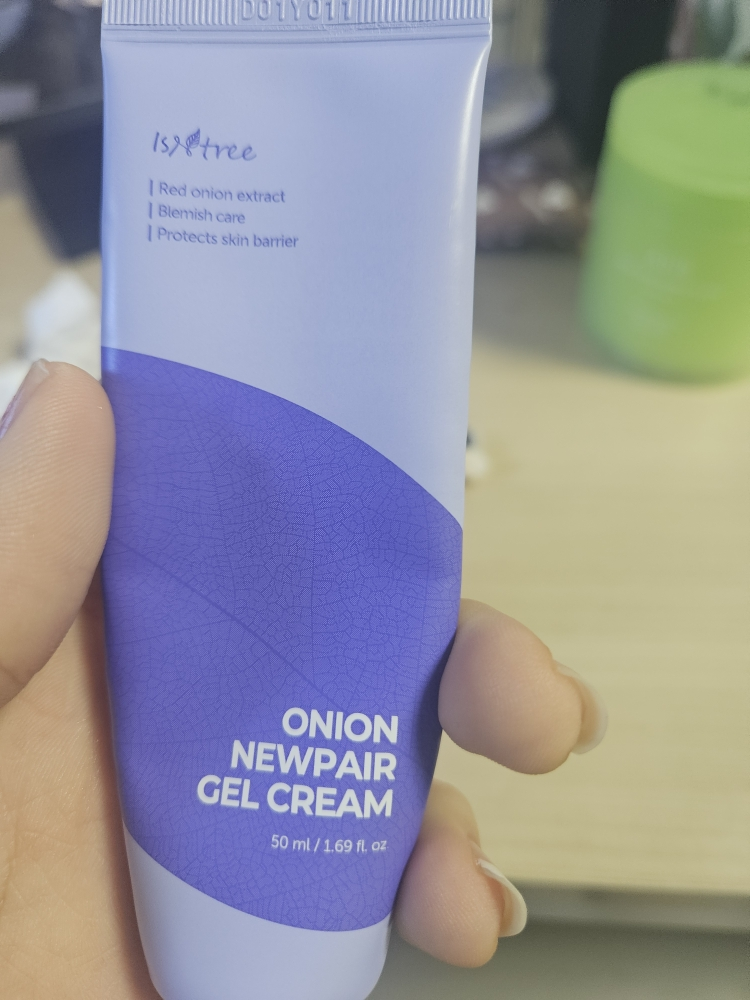 D01Y011
Isntree
Red onion extract
Blemish care
Protects skin barrier
ONION
NEWPAIR
GEL CREAM
50 ml / 1.69 fl. oz